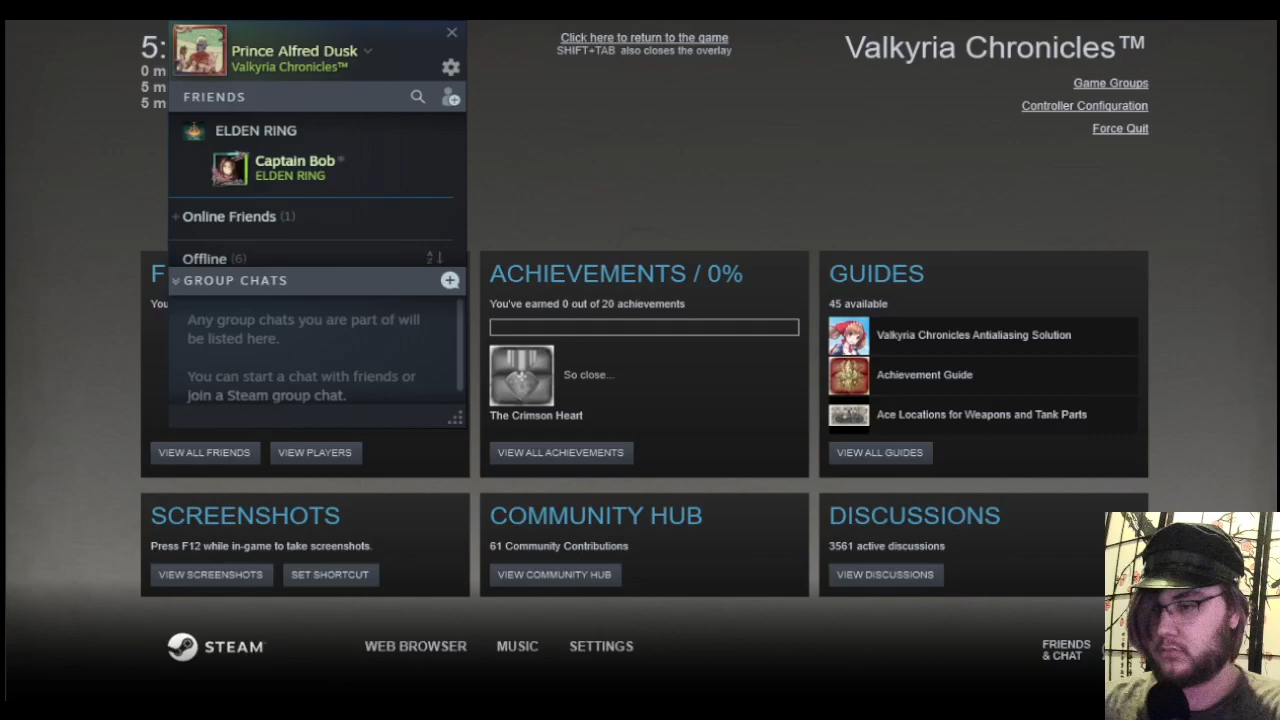 5:
0 m
5 m
5 m
Prince Alfred Dusk
Valkyria Chronicles™
FRIENDS
ELDEN RING
Captain Bob
ELDEN RING
+ Online Friends (1)
Offline (6)
GROUP CHATS
Any group chats you are part of will
be listed here.
You can start a chat with friends or
join a Steam group chat.
Click here to return to the game
SHIFT+TAB also closes the overlay
Valkyria Chronicles™
Game Groups
Controller Configuration
Force Quit
F
You
VIEW ALL FRIENDS
VIEW PLAYERS
ACHIEVEMENTS / 0%
You've earned 0 out of 20 achievements
So close...
The Crimson Heart
VIEW ALL ACHIEVEMENTS
GUIDES
45 available
Valkyria Chronicles Antialiasing Solution
Achievement Guide
Ace Locations for Weapons and Tank Parts
VIEW ALL GUIDES
SCREENSHOTS
Press F12 while in-game to take screenshots.
VIEW SCREENSHOTS
SET SHORTCUT
COMMUNITY HUB
61 Community Contributions
VIEW COMMUNITY HUB
DISCUSSIONS
3561 active discussions
VIEW DISCUSSIONS
STEAM
WEB BROWSER
MUSIC
SETTINGS
FRIENDS
& CHAT